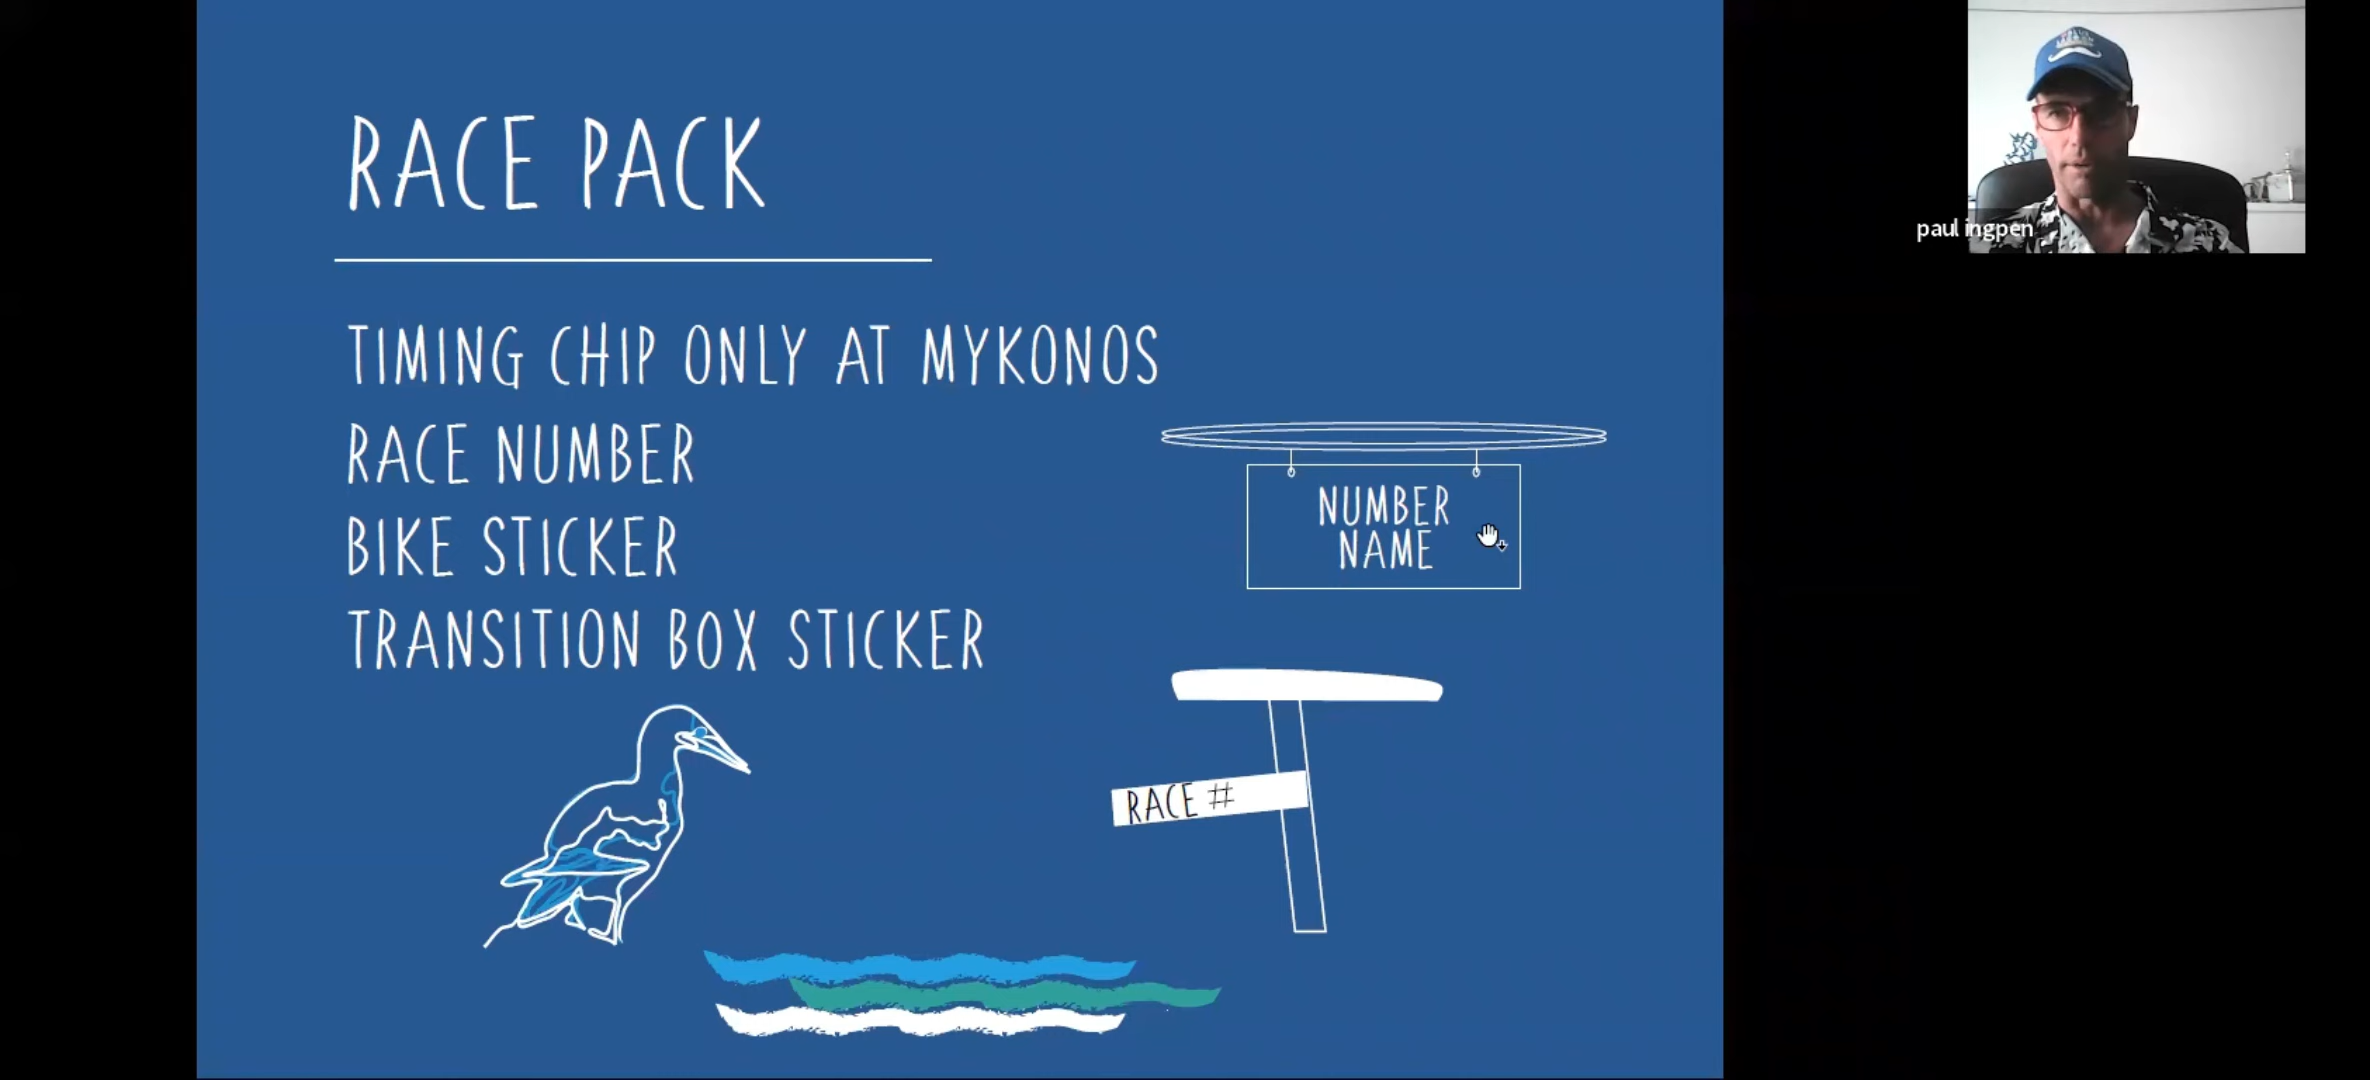 RACE PACK
TIMING CHIP ONLY AT MYKONOS
RACE NUMBER
BIKE STICKER
TRANSITION BOX STICKER
NUMBER
NAME
RACE #
paul ingpen